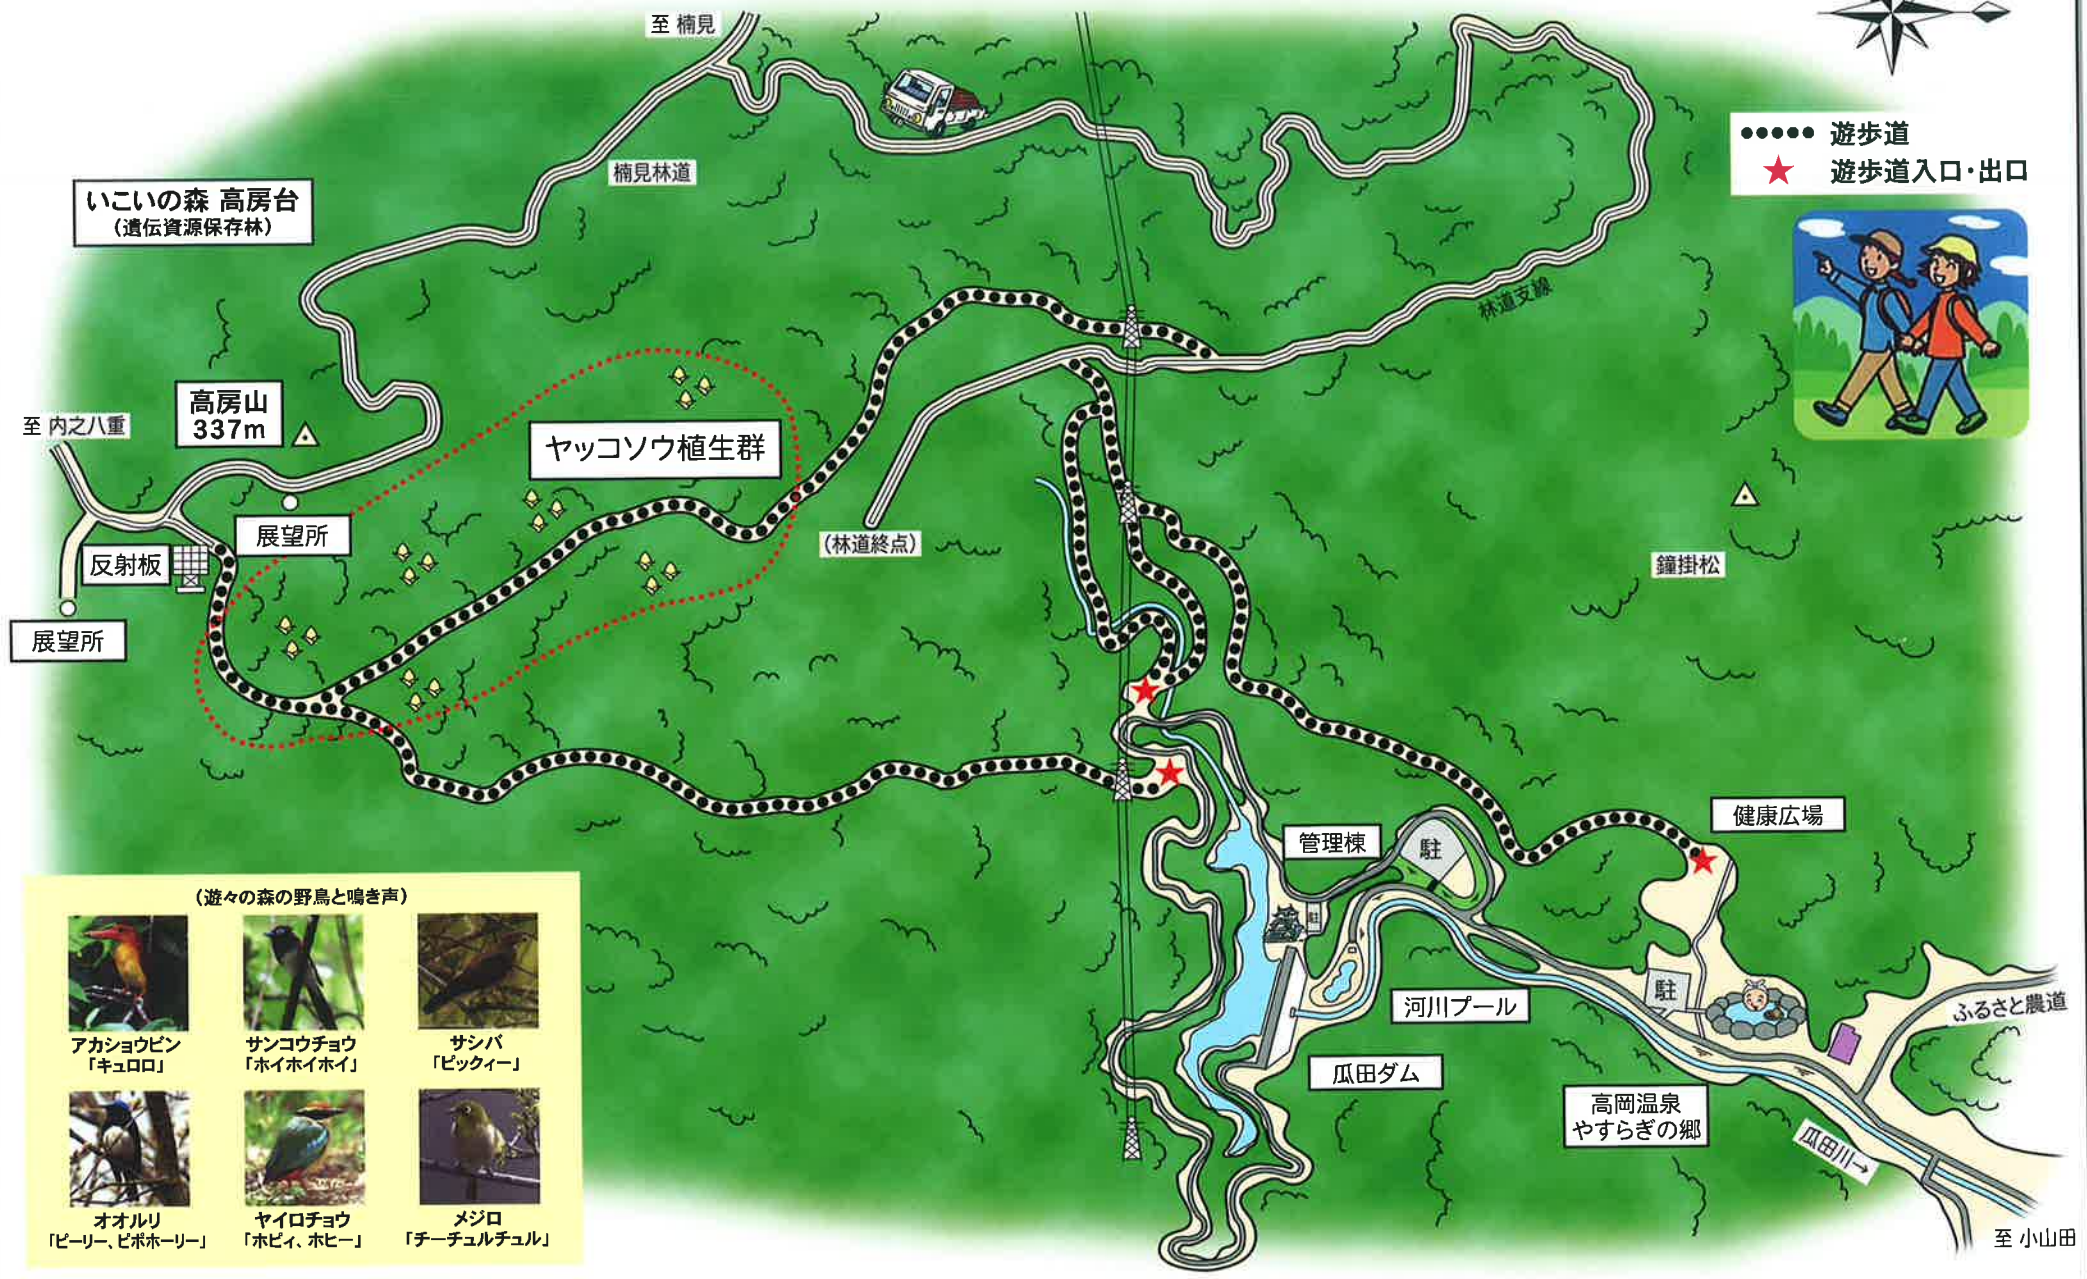 至 楠見
●●●●● 遊歩道
★ 遊歩道入口・出口
楠見林道
いこいの森 高房台
(遺伝資源保存林)
林道支線
高房山
337m
至 内之八重
ヤッコソウ植生群
展望所
(林道終点)
反射板
鐘掛松
展望所
健康広場
管理棟
駐
駐
駐
河川プール
ふるさと農道
瓜田ダム
高岡温泉
やすらぎの郷
瓜田川→
至 小山田
(遊々の森の野鳥と鳴き声)
アカショウビン
「キュロロ」
サンコウチョウ
「ホイホイホイ」
サシバ
「ピックィー」
オオルリ
「ピーリー、ピポホーリー」
ヤイロチョウ
「ホピィ、ホヒー」
メジロ
「チーチュルチュル」